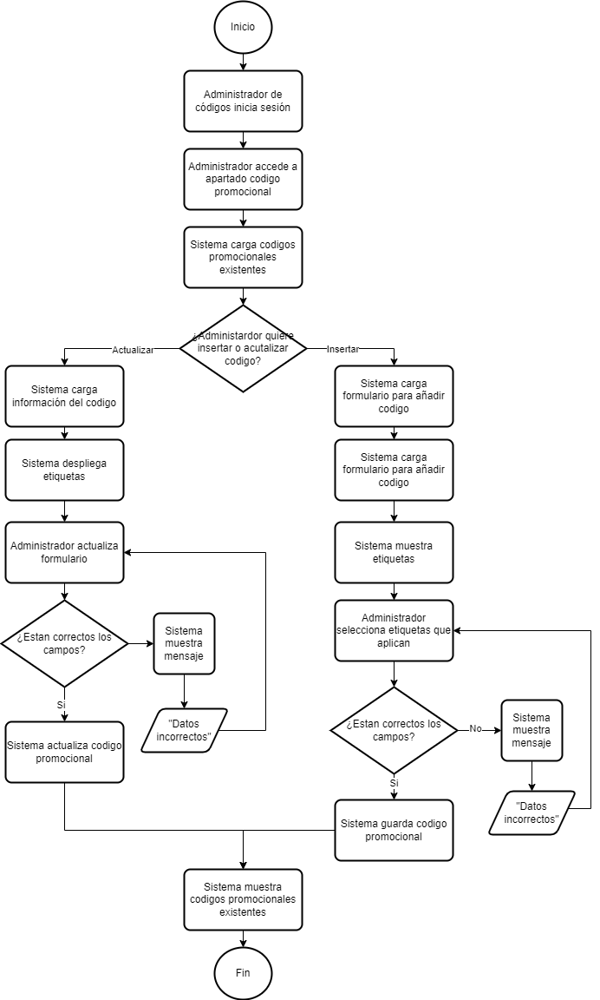 Inicio
Administrador de
códigos inicia sesión
Administrador accede a
apartado codigo
promocional
Sistema carga codigos
promocionales
existentes
¿Administardor quiere
insertar o acutalizar
codigo?
Actualizar
Insertar
Sistema carga
información del codigo
Sistema despliega
etiquetas
Administrador actualiza
formulario
¿Estan correctos los
campos?
Sistema
muestra
mensaje
"Datos
incorrectos"
Si
Sistema actualiza codigo
promocional
Sistema carga
formulario para añadir
codigo
Sistema carga
formulario para añadir
codigo
Sistema muestra
etiquetas
Administrador
selecciona etiquetas que
aplican
¿Estan correctos los
campos?
No
Sistema
muestra
mensaje
"Datos
incorrectos"
Si
Sistema guarda codigo
promocional
Sistema muestra
codigos promocionales
existentes
Fin